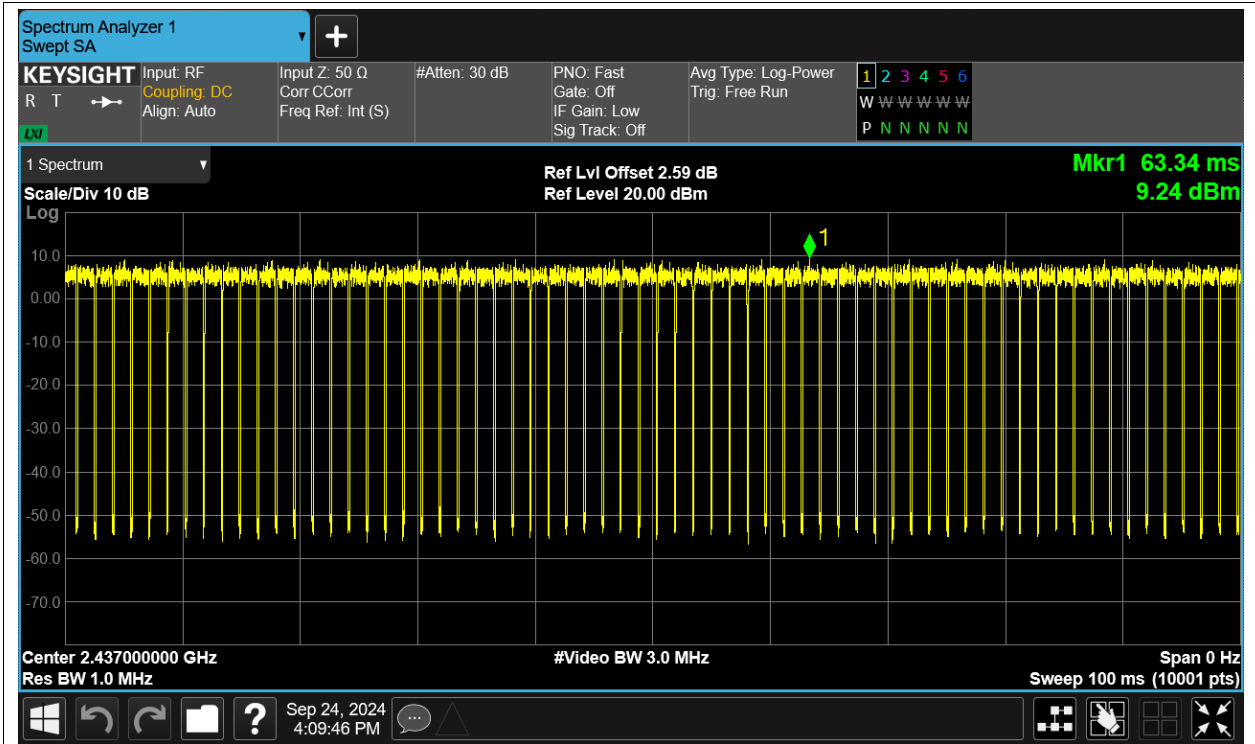 Spectrum Analyzer 1
Swept SA
KEYSIGHT
R T
LXI
Input: RF
Coupling: DC
Align: Auto
Input Z: 50 Ω
Corr CCorr
Freq Ref: Int (S)
#Atten: 30 dB
PNO: Fast
Gate: Off
IF Gain: Low
Sig Track: Off
Avg Type: Log-Power
Trig: Free Run
1 2 3 4 5 6
W W W W W W
P N N N N N
1 Spectrum
Scale/Div 10 dB
Ref Lvl Offset 2.59 dB
Ref Level 20.00 dBm
Mkr1 63.34 ms
9.24 dBm
Log
1
10.0
0.00
-10.0
-20.0
-30.0
-40.0
-50.0
-60.0
-70.0
Center 2.437000000 GHz
#Video BW 3.0 MHz
Span 0 Hz
Res BW 1.0 MHz
Sweep 100 ms (10001 pts)
?
Sep 24, 2024
4:09:46 PM